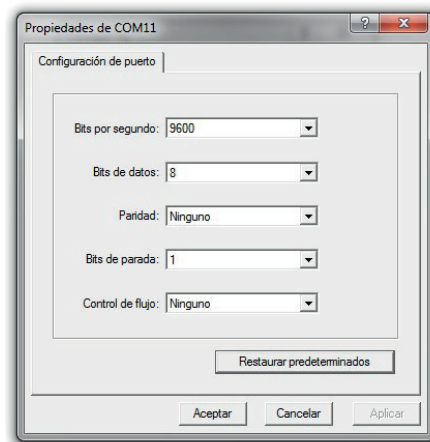 Propiedades de COM11
Configuración de puerto
Bits por segundo: 9600
Bits de datos: 8
Paridad: Ninguno
Bits de parada: 1
Control de flujo: Ninguno
Restaurar predeterminados
Aceptar Cancelar Aplicar